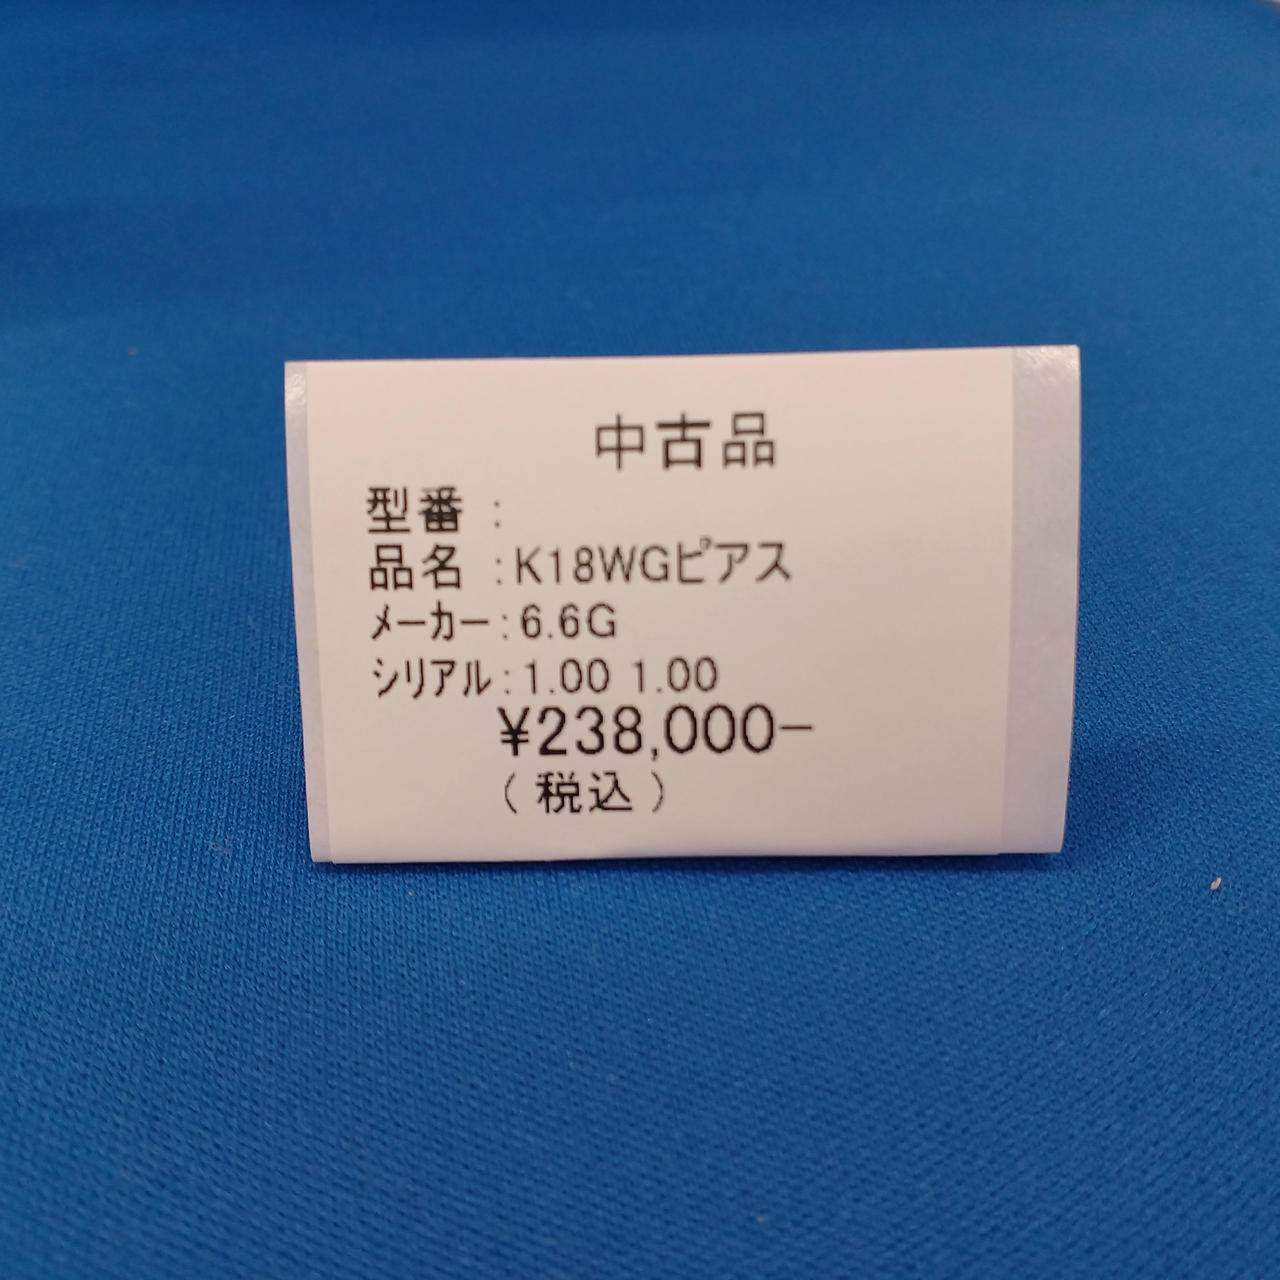 中古品
型番 :
品名 :K18WGピアス
メーカー:6.6G
シリアル:1.00 1.00
¥238,000-
(税込)